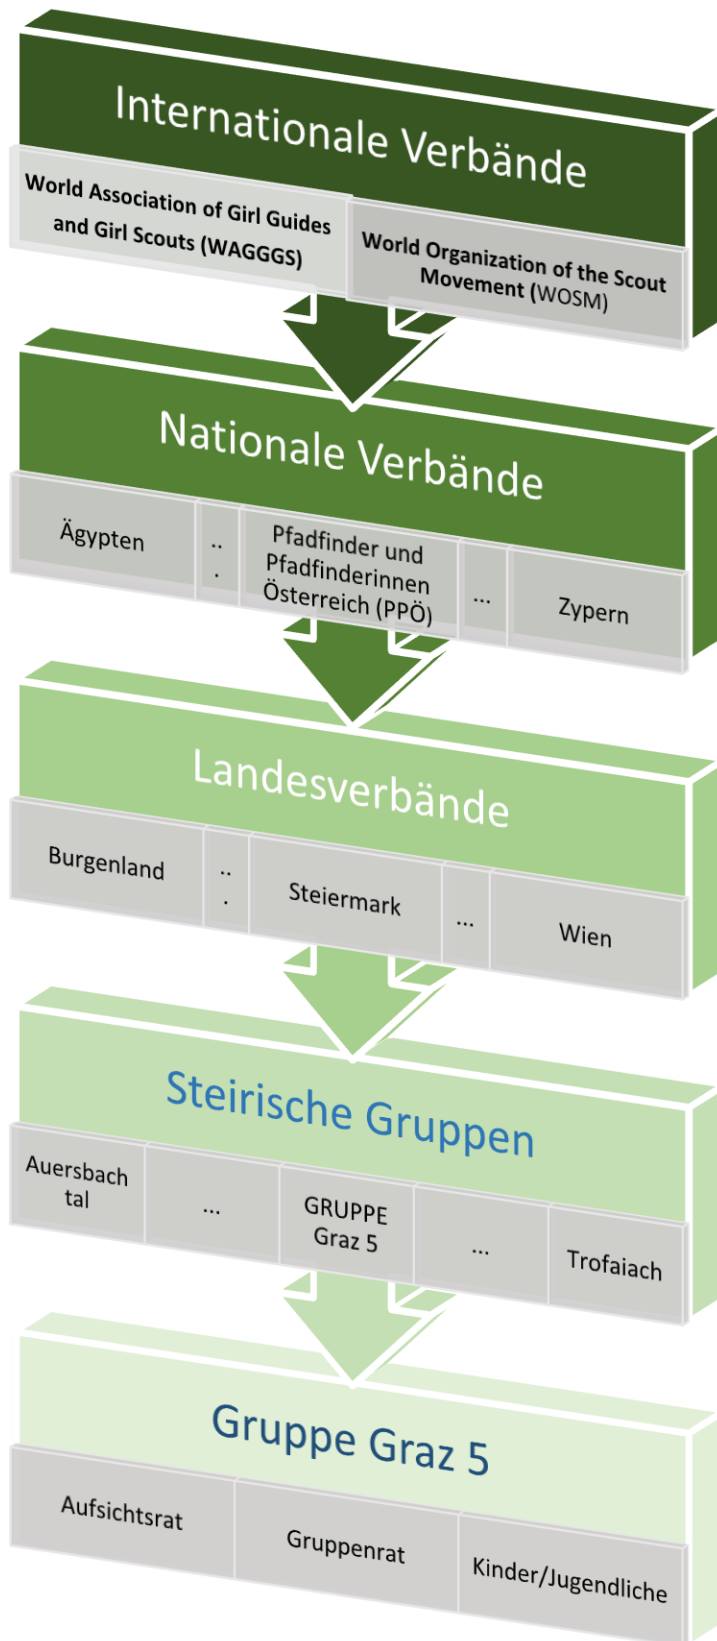 Internationale Verbände
World Association of Girl Guides
and Girl Scouts (WAGGGS)
World Organization of the Scout
Movement (WOSM)
Nationale Verbände
Ägypten
..
.
Pfadfinder und
Pfadfinderinnen
Österreich (PPÖ)
...
Zypern
Landesverbände
Burgenland
..
.
Steiermark
...
Wien
Steirische Gruppen
Auersbach
tal
...
GRUPPE
Graz 5
...
Trofaiach
Gruppe Graz 5
Aufsichtsrat
Gruppenrat
Kinder/Jugendliche